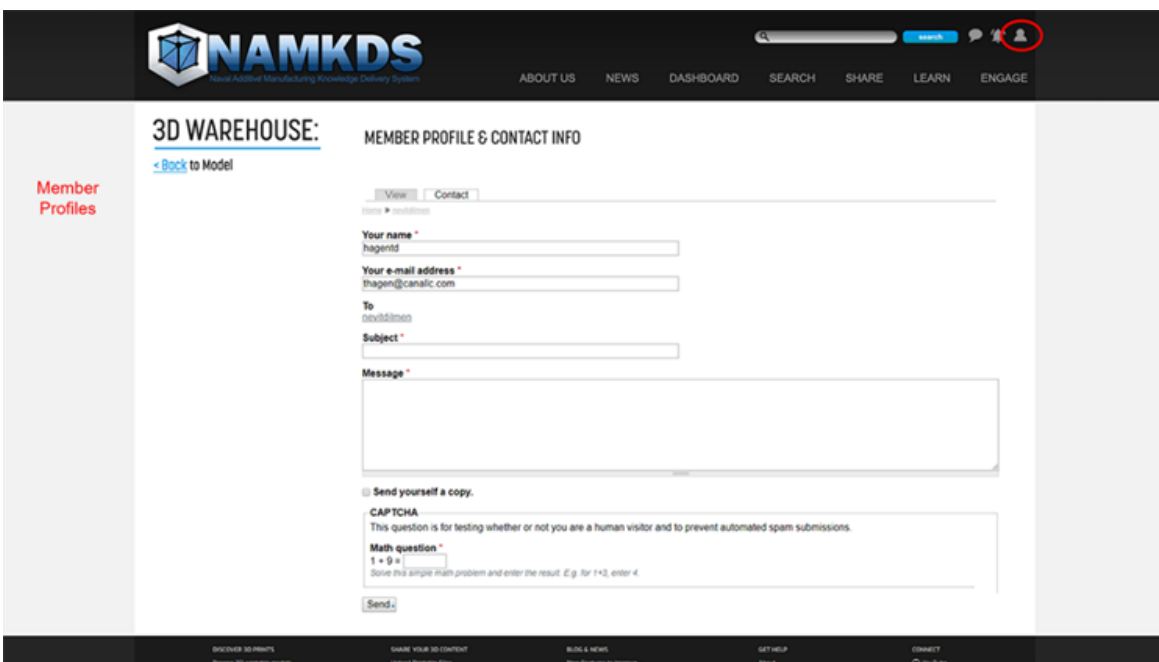 NAMKDS
Naval Additive Manufacturing Knowledge Delivery System
search
ABOUT US NEWS DASHBOARD SEARCH SHARE LEARN ENGAGE
3D WAREHOUSE:
< Back to Model
Member
Profiles
MEMBER PROFILE & CONTACT INFO
View Contact
Home » nevitdilmen
Your name *
hagentd
Your e-mail address *
thagen@canalic.com
To
nevitdilmen
Subject *
Message *
Send yourself a copy.
CAPTCHA
This question is for testing whether or not you are a human visitor and to prevent automated spam submissions.
Math question *
1 + 9 =
Solve this simple math problem and enter the result. E.g. for 1+3, enter 4.
Send
DISCOVER 3D PRINTS SHARE YOUR 3D CONTENT BLOG & NEWS GET HELP CONNECT